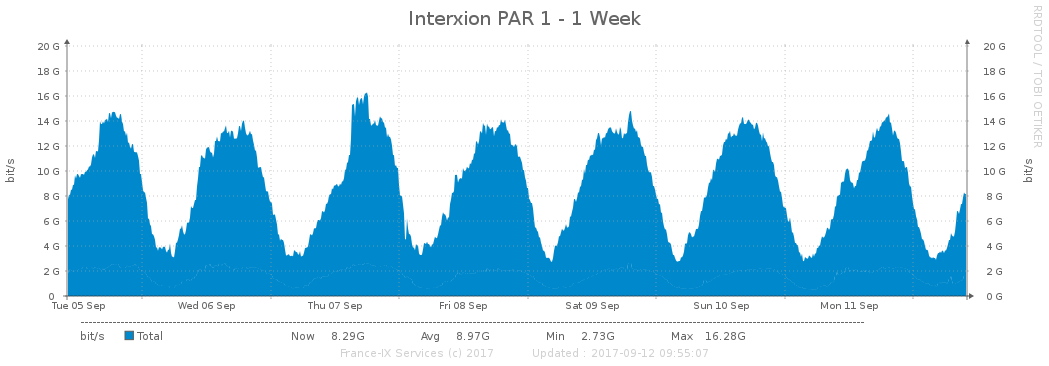 Interxion PAR 1 - 1 Week
RRDTOOL / TOBI OETIKER
20 G 20 G
18 G 18 G
16 G 16 G
14 G 14 G
12 G 12 G
10 G 10 G
8 G 8 G
6 G 6 G
4 G 4 G
2 G 2 G
0 0 G
bit/s
bit/s
Tue 05 Sep Wed 06 Sep Thu 07 Sep Fri 08 Sep Sat 09 Sep Sun 10 Sep Mon 11 Sep
bit/s Total Now 8.29G Avg 8.97G Min 2.73G Max 16.28G
France-IX Services (c) 2017 Updated : 2017-09-12 09:55:07